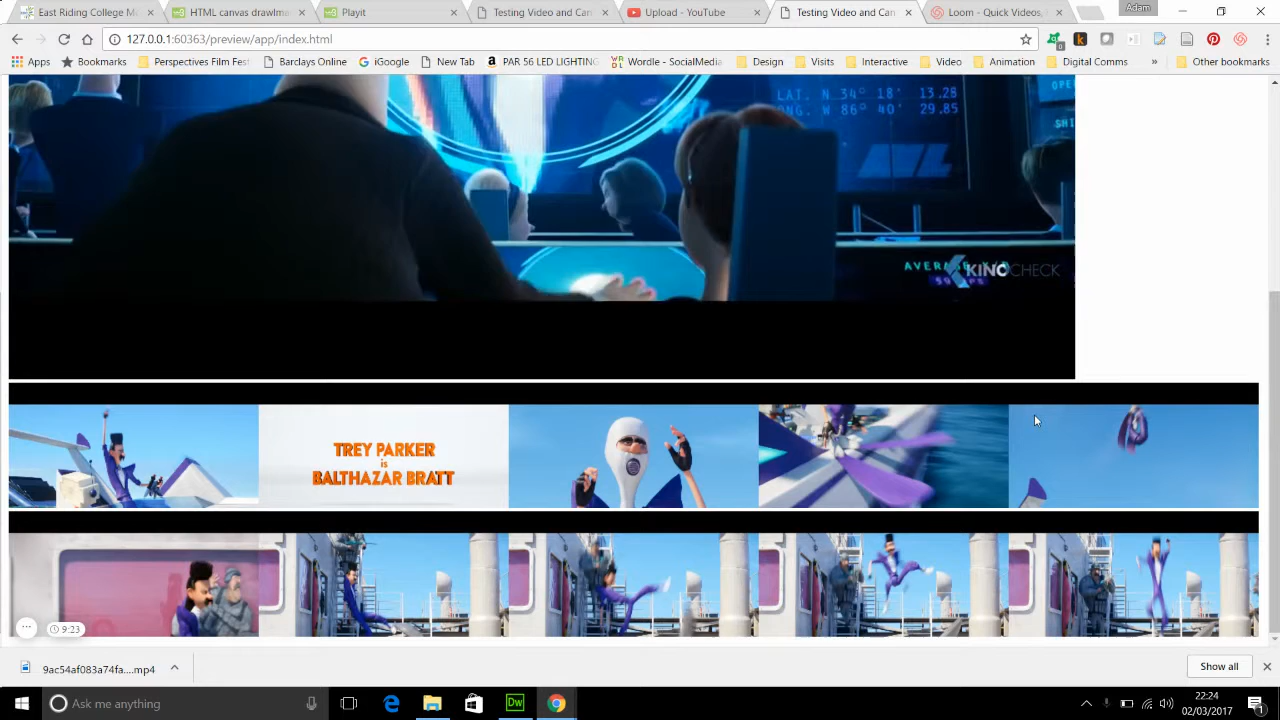 Adam
East Riding College Mo
HTML canvas drawIma
Playit
Testing Video and Can
Upload - YouTube
Testing Video and Can
Loom - Quick Videos, F
127.0.0.1:60363/preview/app/index.html
Apps
Bookmarks
Perspectives Film Fest
Barclays Online
iGoogle
New Tab
PAR 56 LED LIGHTING
Wordle - SocialMedia
Design
Visits
Interactive
Video
Animation
Digital Comms
»
Other bookmarks
LAT. N 34° 18' 13.28
ONG. W 86° 40' 29.85
KINOCHECK
TREY PARKER
is
BALTHAZAR BRATT
9:23
9ac54af083a74fa....mp4
Show all
Ask me anything
Dw
22:24
02/03/2017